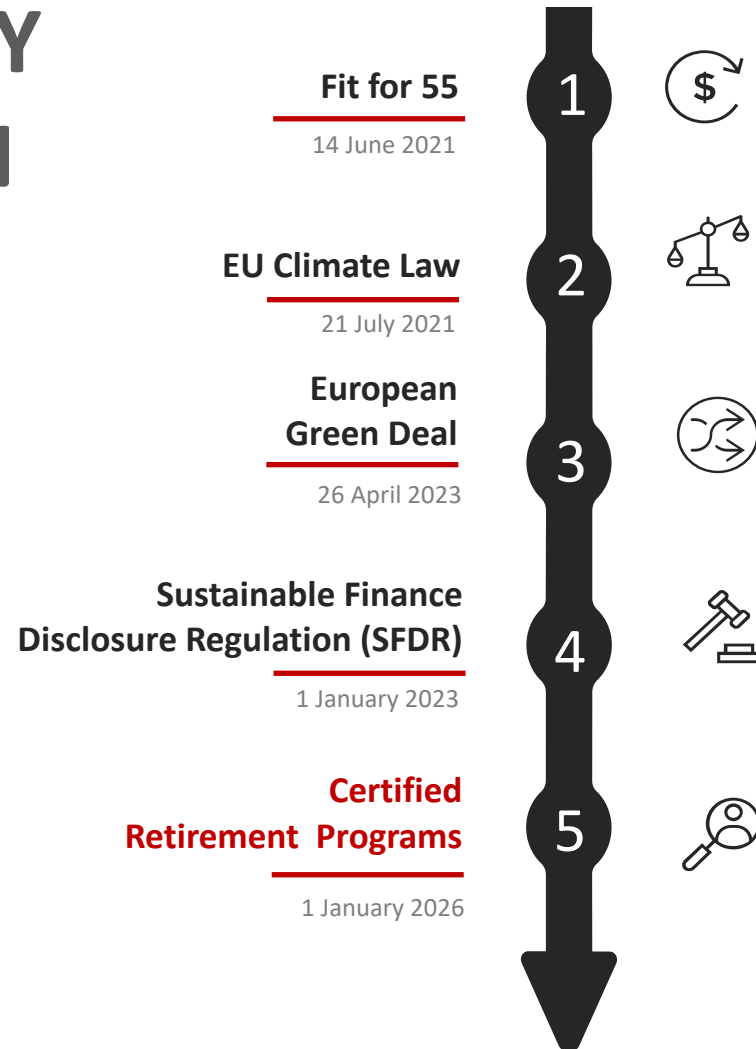 Y
Fit for 55
1
$
14 June 2021
EU Climate Law
2
21 July 2021
European
Green Deal
3
26 April 2023
Sustainable Finance
Disclosure Regulation (SFDR)
4
1 January 2023
Certified
Retirement Programs
5
1 January 2026